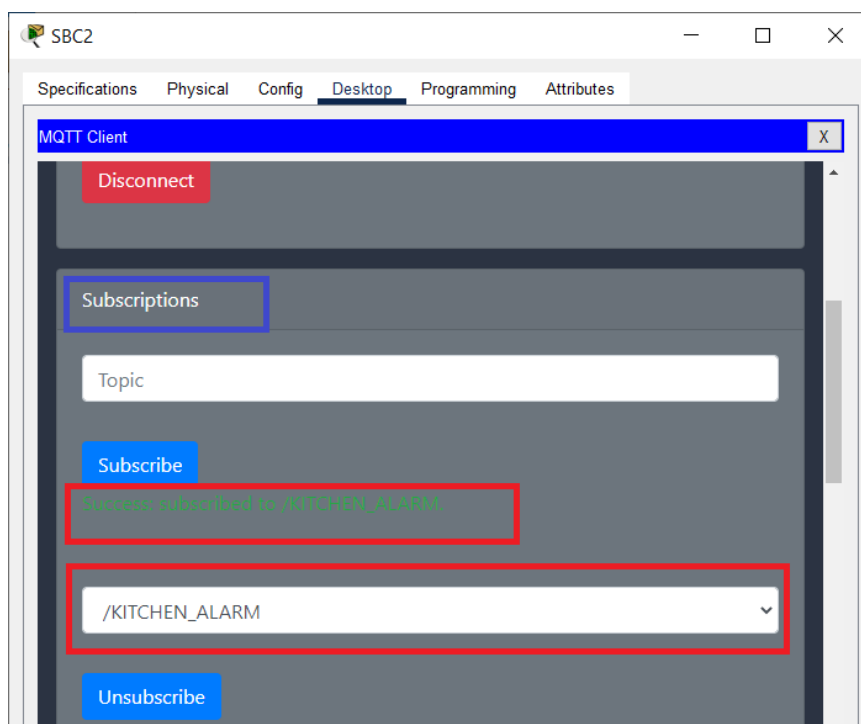 SBC2
Specifications Physical Config Desktop Programming Attributes
MQTT Client X
Disconnect
Subscriptions
Topic
Subscribe
Success: subscribed to /KITCHEN_ALARM.
/KITCHEN_ALARM
Unsubscribe